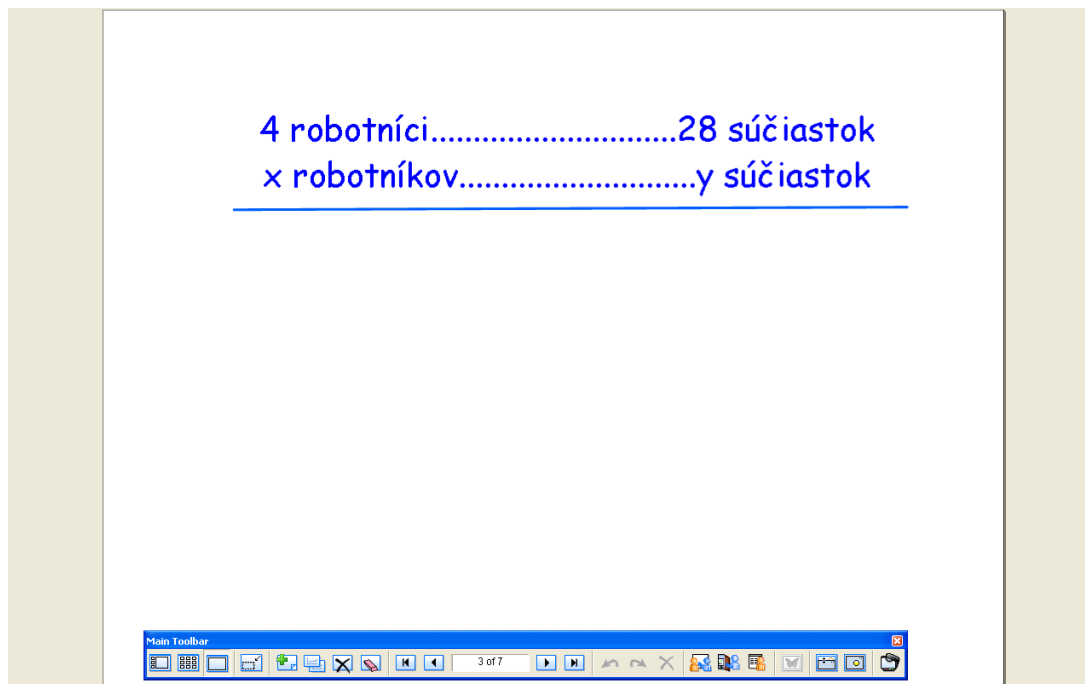 4 robotníci.............................28 súčiastok
x robotníkov............................y súčiastok
Main Toolbar
3 of 7